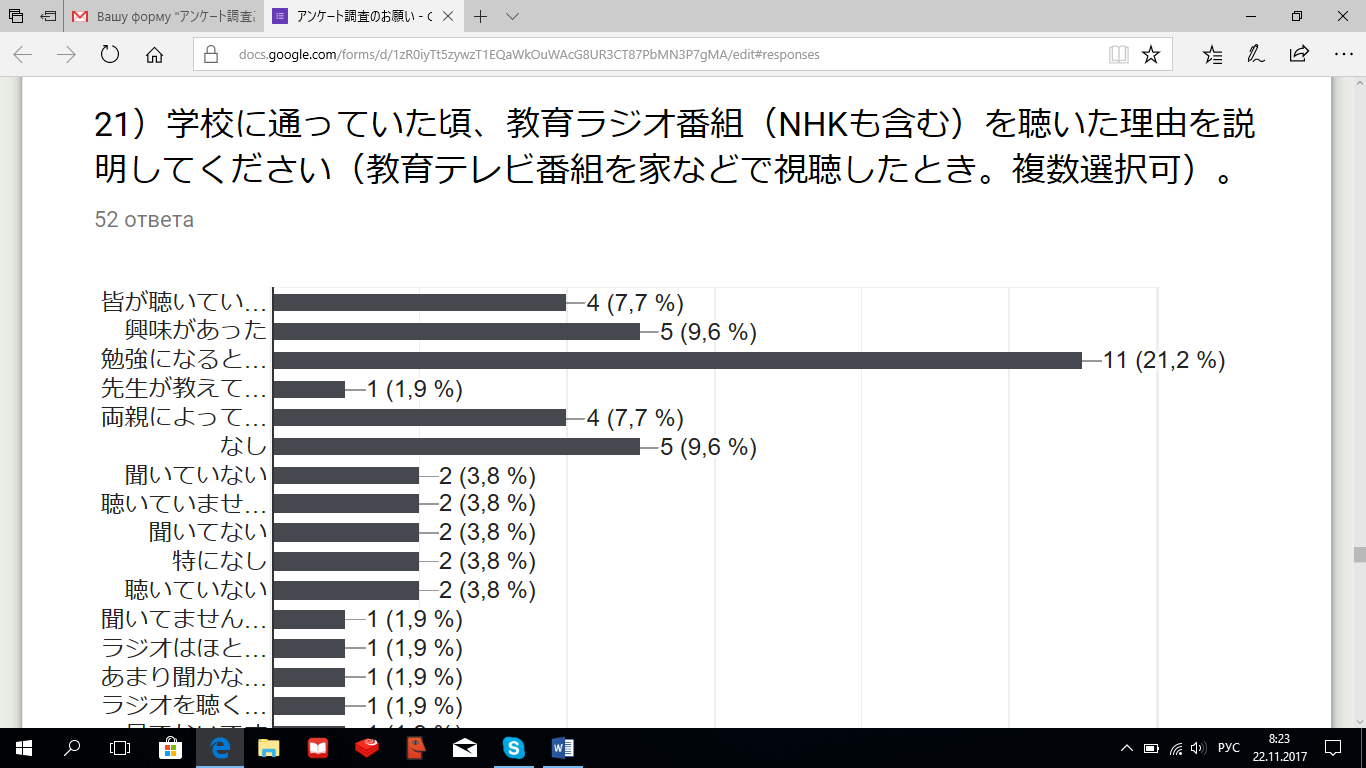 Вашу форму "アンケート調査
アンケート調査のお願い - G
docs.google.com/forms/d/1zR0iyTt5zywzT1EQaWkOuWAcG8UR3CT87PbMN3P7gMA/edit#responses
21）学校に通っていた頃、教育ラジオ番組（NHKも含む）を聴いた理由を説
明してください（教育テレビ番組を家などで視聴したとき。複数選択可）。
52 ответа
皆が聴いてい… 4 (7,7 %)
興味があった 5 (9,6 %)
勉強になると… 11 (21,2 %)
先生が教えて… 1 (1,9 %)
両親によって… 4 (7,7 %)
なし 5 (9,6 %)
聞いていない 2 (3,8 %)
聴いていませ… 2 (3,8 %)
聞いてない 2 (3,8 %)
特になし 2 (3,8 %)
聴いていない 2 (3,8 %)
聞いてません… 1 (1,9 %)
ラジオはほと… 1 (1,9 %)
あまり聞かな… 1 (1,9 %)
ラジオを聴く… 1 (1,9 %)
РУС
8:23
22.11.2017